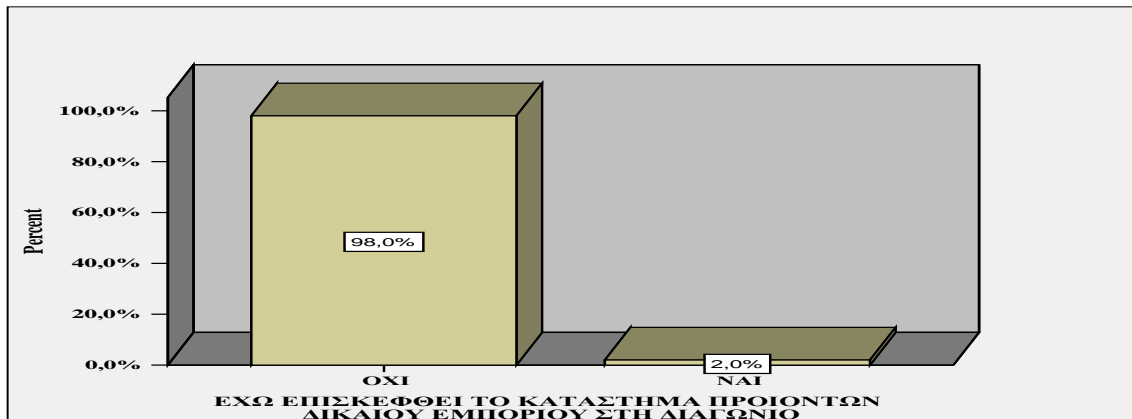 100,0%
80,0%
60,0%
40,0%
20,0%
0,0%
Percent
98,0%
2,0%
ΟΧΙ
ΝΑΙ
ΕΧΩ ΕΠΙΣΚΕΦΘΕΙ ΤΟ ΚΑΤΑΣΤΗΜΑ ΠΡΟΙΟΝΤΩΝ
ΔΙΚΑΙΟΥ ΕΜΠΟΡΙΟΥ ΣΤΗ ΔΙΑΓΩΝΙΟ